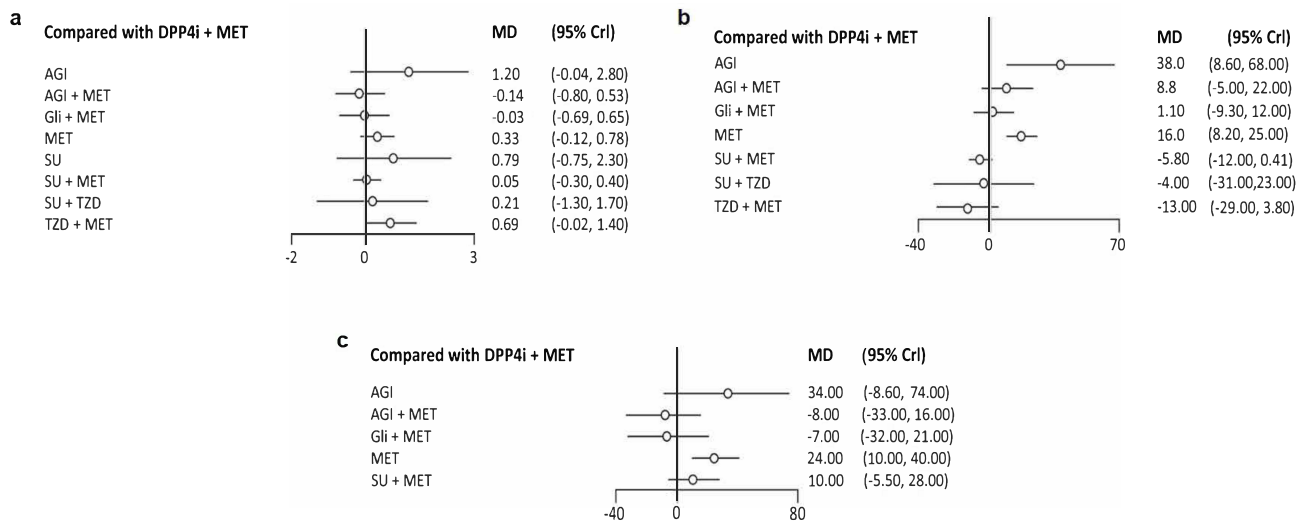 a
Compared with DPP4i + MET MD (95% Crl)
AGI 1.20 (-0.04, 2.80)
AGI + MET -0.14 (-0.80, 0.53)
Gli + MET -0.03 (-0.69, 0.65)
MET 0.33 (-0.12, 0.78)
SU 0.79 (-0.75, 2.30)
SU + MET 0.05 (-0.30, 0.40)
SU + TZD 0.21 (-1.30, 1.70)
TZD + MET 0.69 (-0.02, 1.40)
-2 0 3
b
Compared with DPP4i + MET MD (95% Crl)
AGI 38.0 (8.60, 68.00)
AGI + MET 8.8 (-5.00, 22.00)
Gli + MET 1.10 (-9.30, 12.00)
MET 16.0 (8.20, 25.00)
SU + MET -5.80 (-12.00, 0.41)
SU + TZD -4.00 (-31.00,23.00)
TZD + MET -13.00 (-29.00, 3.80)
-40 0 70
c
Compared with DPP4i + MET MD (95% Crl)
AGI 34.00 (-8.60, 74.00)
AGI + MET -8.00 (-33.00, 16.00)
Gli + MET -7.00 (-32.00, 21.00)
MET 24.00 (10.00, 40.00)
SU + MET 10.00 (-5.50, 28.00)
-40 0 80